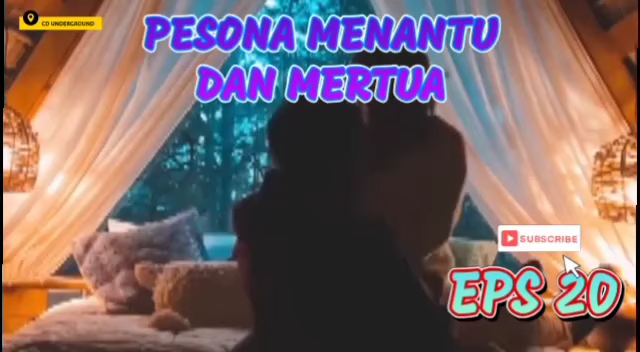 CD UNDERGROUND
PESONA MENANTU
DAN MERTUA
SUBSCRIBE
EPS 20